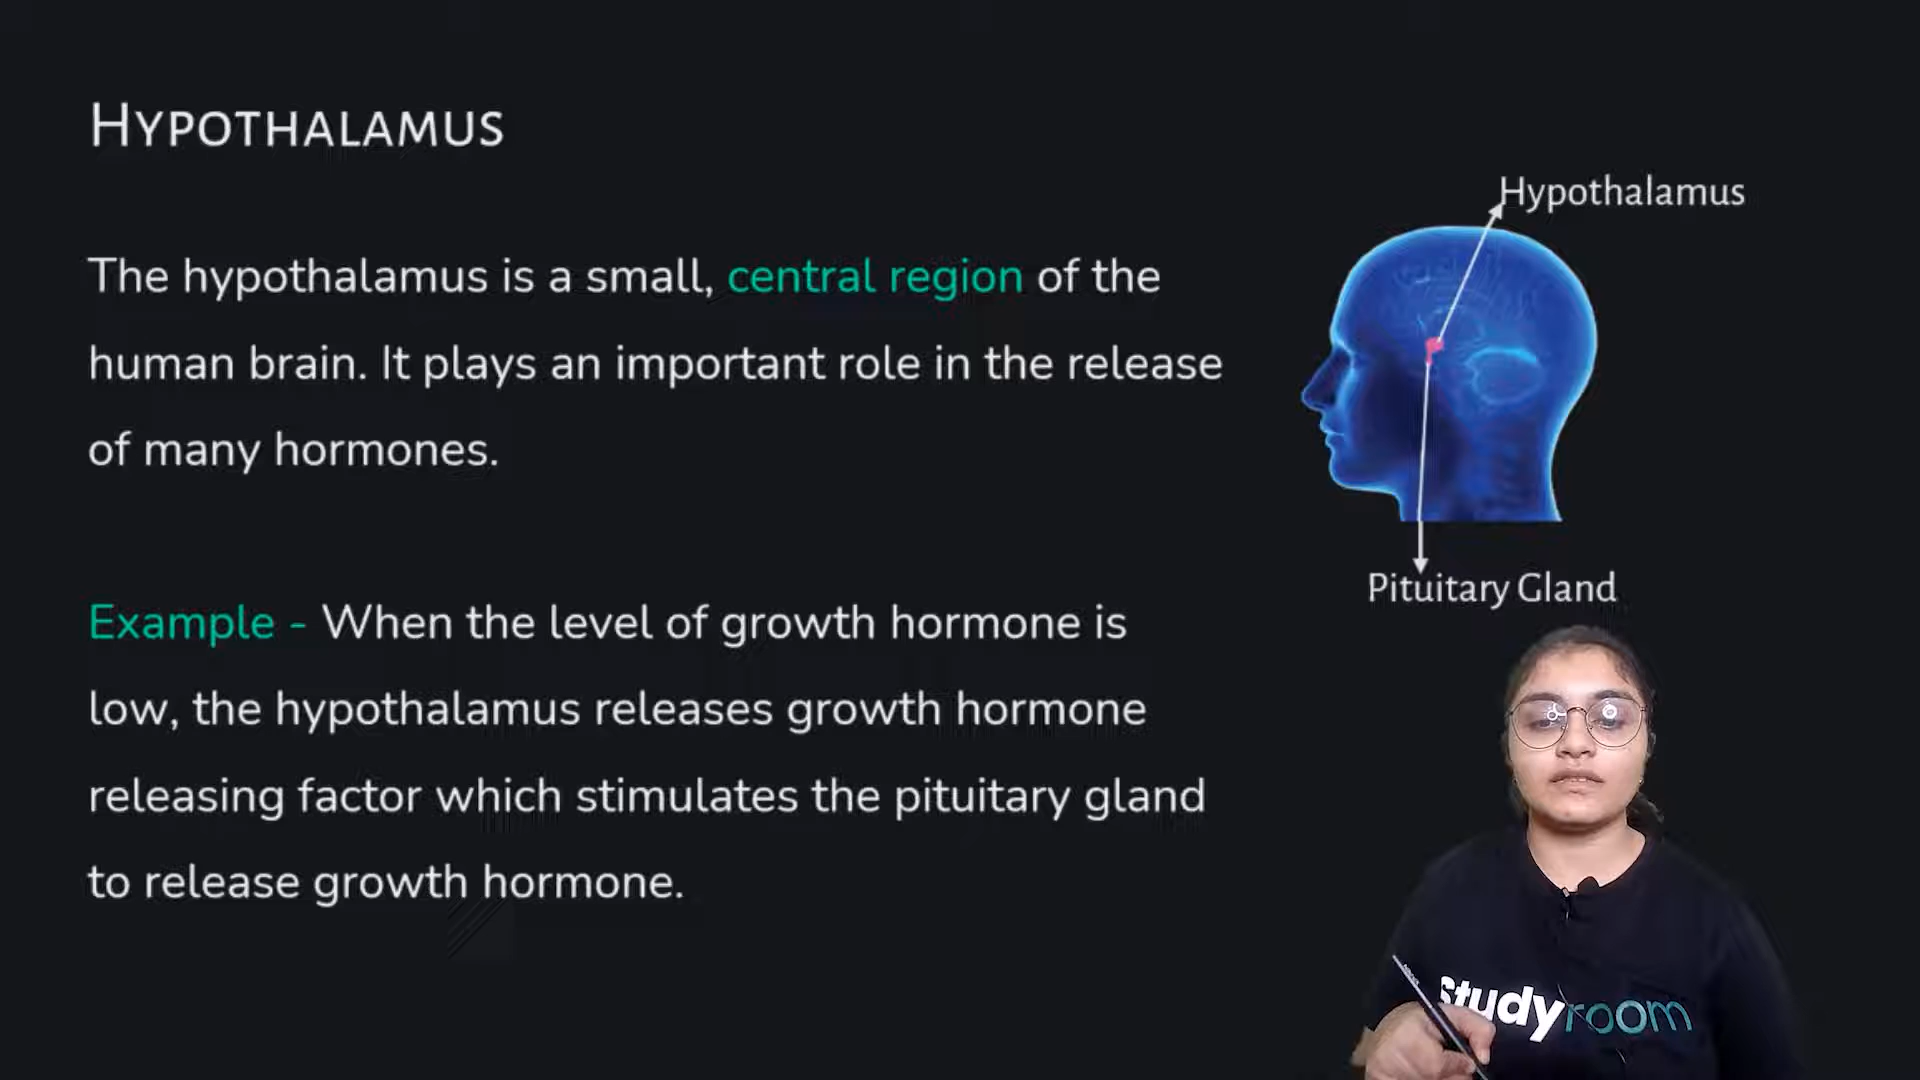 HYPOTHALAMUS
The hypothalamus is a small, central region of the
human brain. It plays an important role in the release
of many hormones.
Example - When the level of growth hormone is
low, the hypothalamus releases growth hormone
releasing factor which stimulates the pituitary gland
to release growth hormone.
Hypothalamus
Pituitary Gland
Studyroom